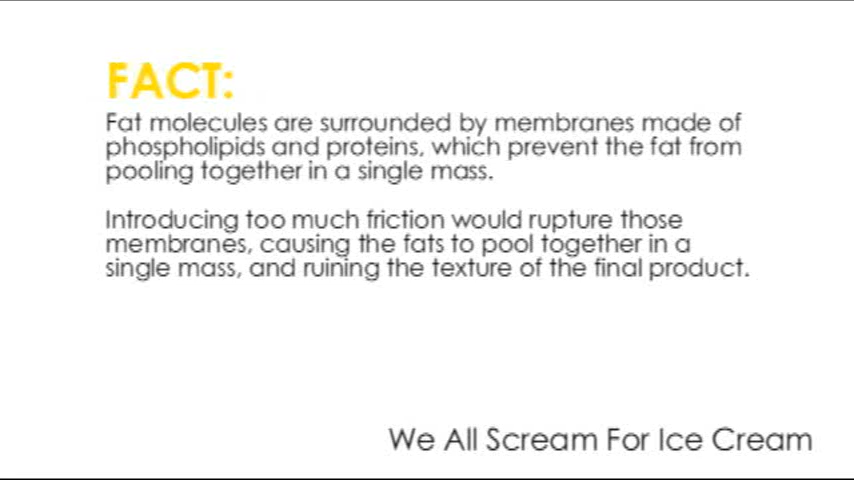 FACT:
Fat molecules are surrounded by membranes made of
phospholipids and proteins, which prevent the fat from
pooling together in a single mass.
Introducing too much friction would rupture those
membranes, causing the fats to pool together in a
single mass, and ruining the texture of the final product.
We All Scream For Ice Cream